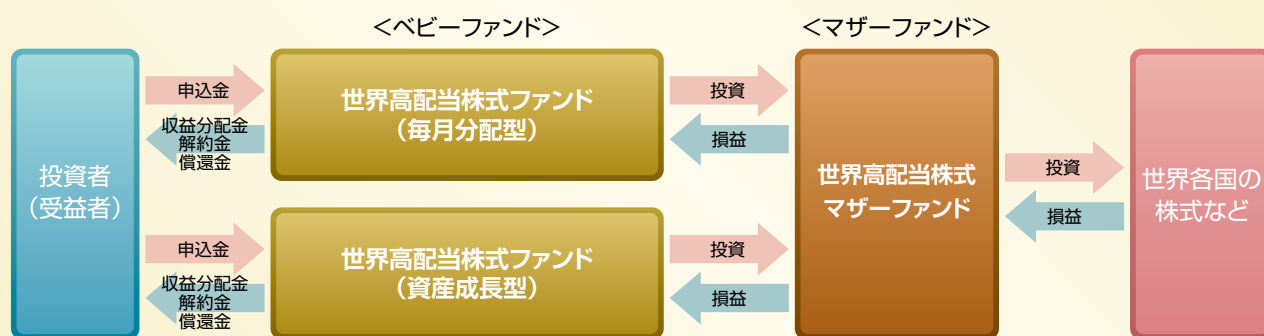 <ベビーファンド>
<マザーファンド>
投資者
（受益者）
申込金
収益分配金
解約金
償還金
世界高配当株式ファンド
（毎月分配型）
投資
損益
申込金
収益分配金
解約金
償還金
世界高配当株式ファンド
（資産成長型）
投資
損益
世界高配当株式
マザーファンド
投資
損益
世界各国の
株式など